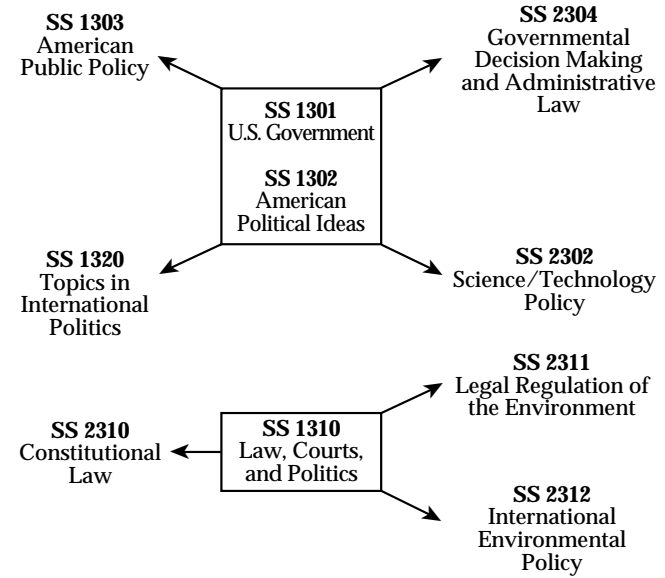 SS 1303
American
Public Policy
SS 2304
Governmental
Decision Making
and Administrative
Law
SS 1301
U.S. Government
SS 1302
American
Political Ideas
SS 1320
Topics in
International
Politics
SS 2302
Science/Technology
Policy
SS 2311
Legal Regulation of
the Environment
SS 2310
Constitutional
Law
SS 1310
Law, Courts,
and Politics
SS 2312
International
Environmental
Policy